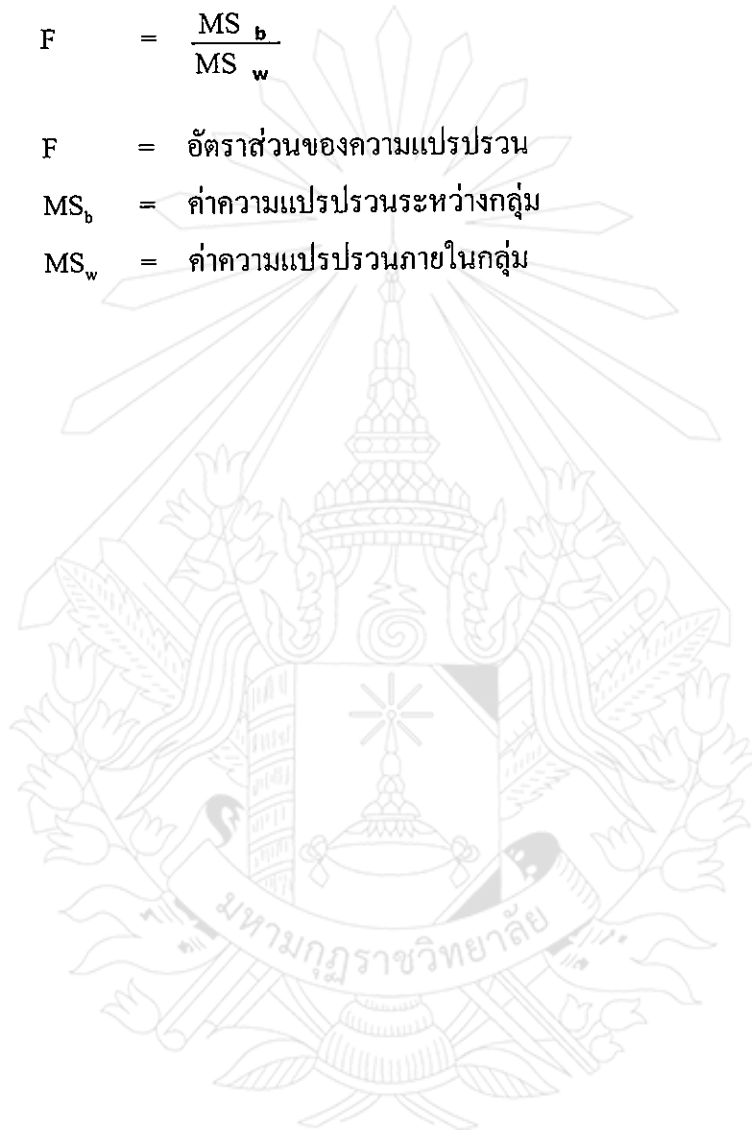 F = MS b
MS w
F = อัตราส่วนของความแปรปรวน
MSb = ค่าความแปรปรวนระหว่างกลุ่ม
MSw = ค่าความแปรปรวนภายในกลุ่ม
มหามกุฏราชวิทยาลัย